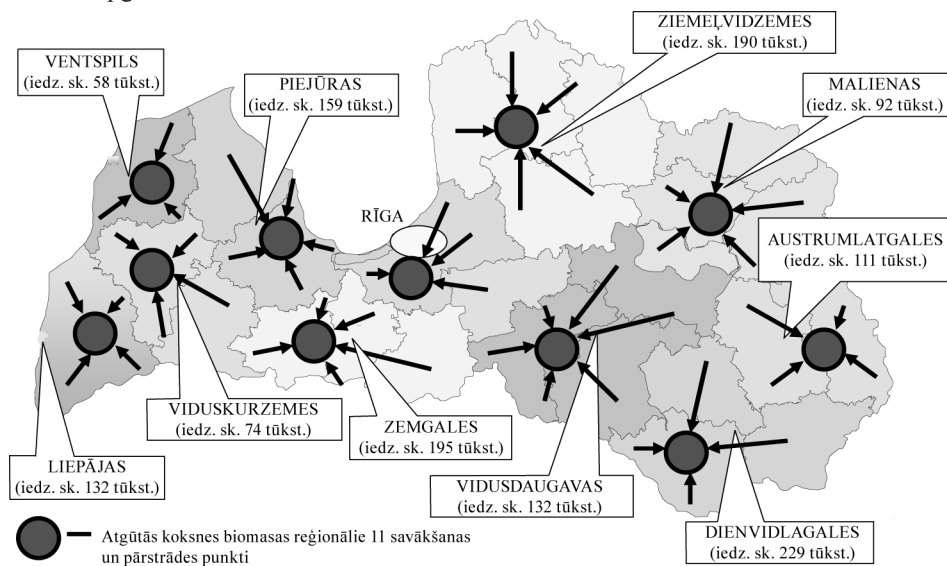 ZIEMEĻVIDZEMES
(iedz. sk. 190 tūkst.)
VENTSPILS
(iedz. sk. 58 tūkst.)
PIEJŪRAS
(iedz. sk. 159 tūkst.)
MALIENAS
(iedz. sk. 92 tūkst.)
RĪGA
AUSTRUMLATGALES
(iedz. sk. 111 tūkst.)
VIDUSKURZEMES
(iedz. sk. 74 tūkst.)
ZEMGALES
(iedz. sk. 195 tūkst.)
LIEPĀJAS
(iedz. sk. 132 tūkst.)
VIDUSDAUGAVAS
(iedz. sk. 132 tūkst.)
DIENVIDLAGALES
(iedz. sk. 229 tūkst.)
Atgūtās koksnes biomasas reģionālie 11 savākšanas
un pārstrādes punkti